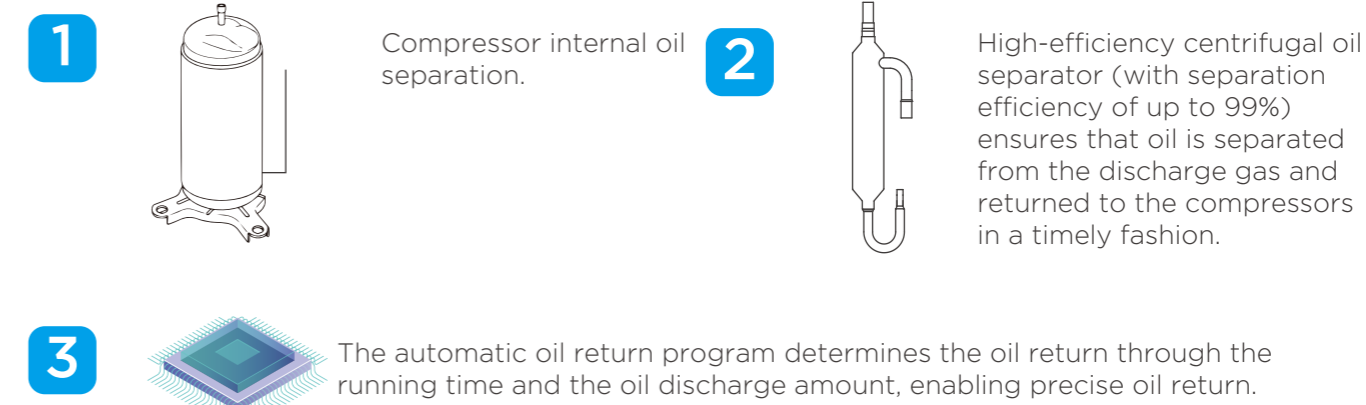 1
Compressor internal oil
separation.
2
High-efficiency centrifugal oil
separator (with separation
efficiency of up to 99%)
ensures that oil is separated
from the discharge gas and
returned to the compressors
in a timely fashion.
3
The automatic oil return program determines the oil return through the
running time and the oil discharge amount, enabling precise oil return.